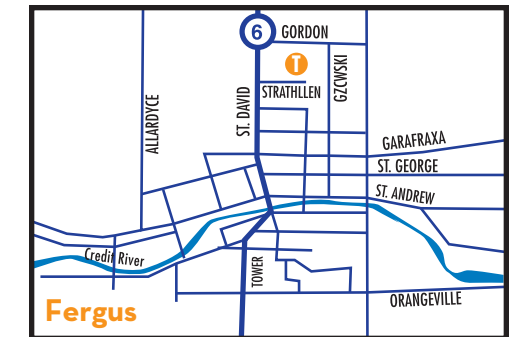 6
GORDON
T
STRATHLLEN
GZCWSKI
ALLARDYCE
ST. DAVID
GARAFRAXA
ST. GEORGE
ST. ANDREW
Credit River
TOWER
ORANGEVILLE
Fergus